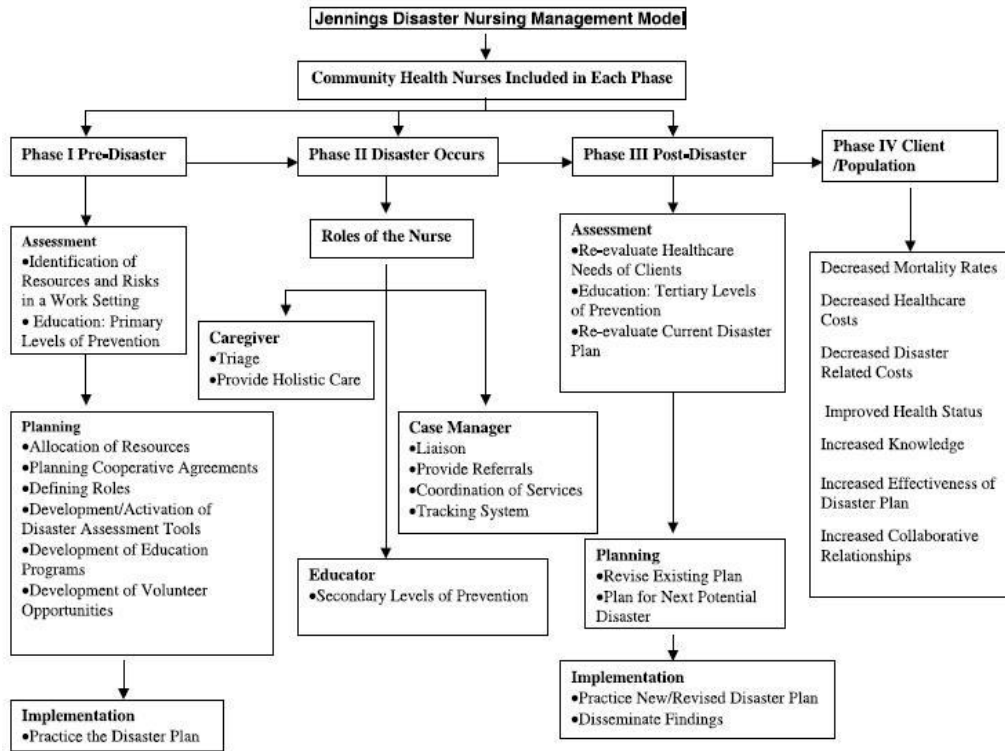 Jennings Disaster Nursing Management Model
Community Health Nurses Included in Each Phase
Phase I Pre-Disaster
Phase II Disaster Occurs
Phase III Post-Disaster
Phase IV Client
/Population
Assessment
•Identification of
Resources and Risks
in a Work Setting
• Education: Primary
Levels of Prevention
Planning
•Allocation of Resources
•Planning Cooperative Agreements
•Defining Roles
•Development/Activation of
Disaster Assessment Tools
•Development of Education
Programs
•Development of Volunteer
Opportunities
Implementation
•Practice the Disaster Plan
Roles of the Nurse
Caregiver
•Triage
•Provide Holistic Care
Case Manager
•Liaison
•Provide Referrals
•Coordination of Services
•Tracking System
Educator
•Secondary Levels of Prevention
Assessment
•Re-evaluate Healthcare
Needs of Clients
•Education: Tertiary Levels
of Prevention
•Re-evaluate Current Disaster
Plan
Planning
•Revise Existing Plan
•Plan for Next Potential
Disaster
Implementation
•Practice New/Revised Disaster Plan
•Disseminate Findings
Decreased Mortality Rates
Decreased Healthcare
Costs
Decreased Disaster
Related Costs
Improved Health Status
Increased Knowledge
Increased Effectiveness of
Disaster Plan
Increased Collaborative
Relationships